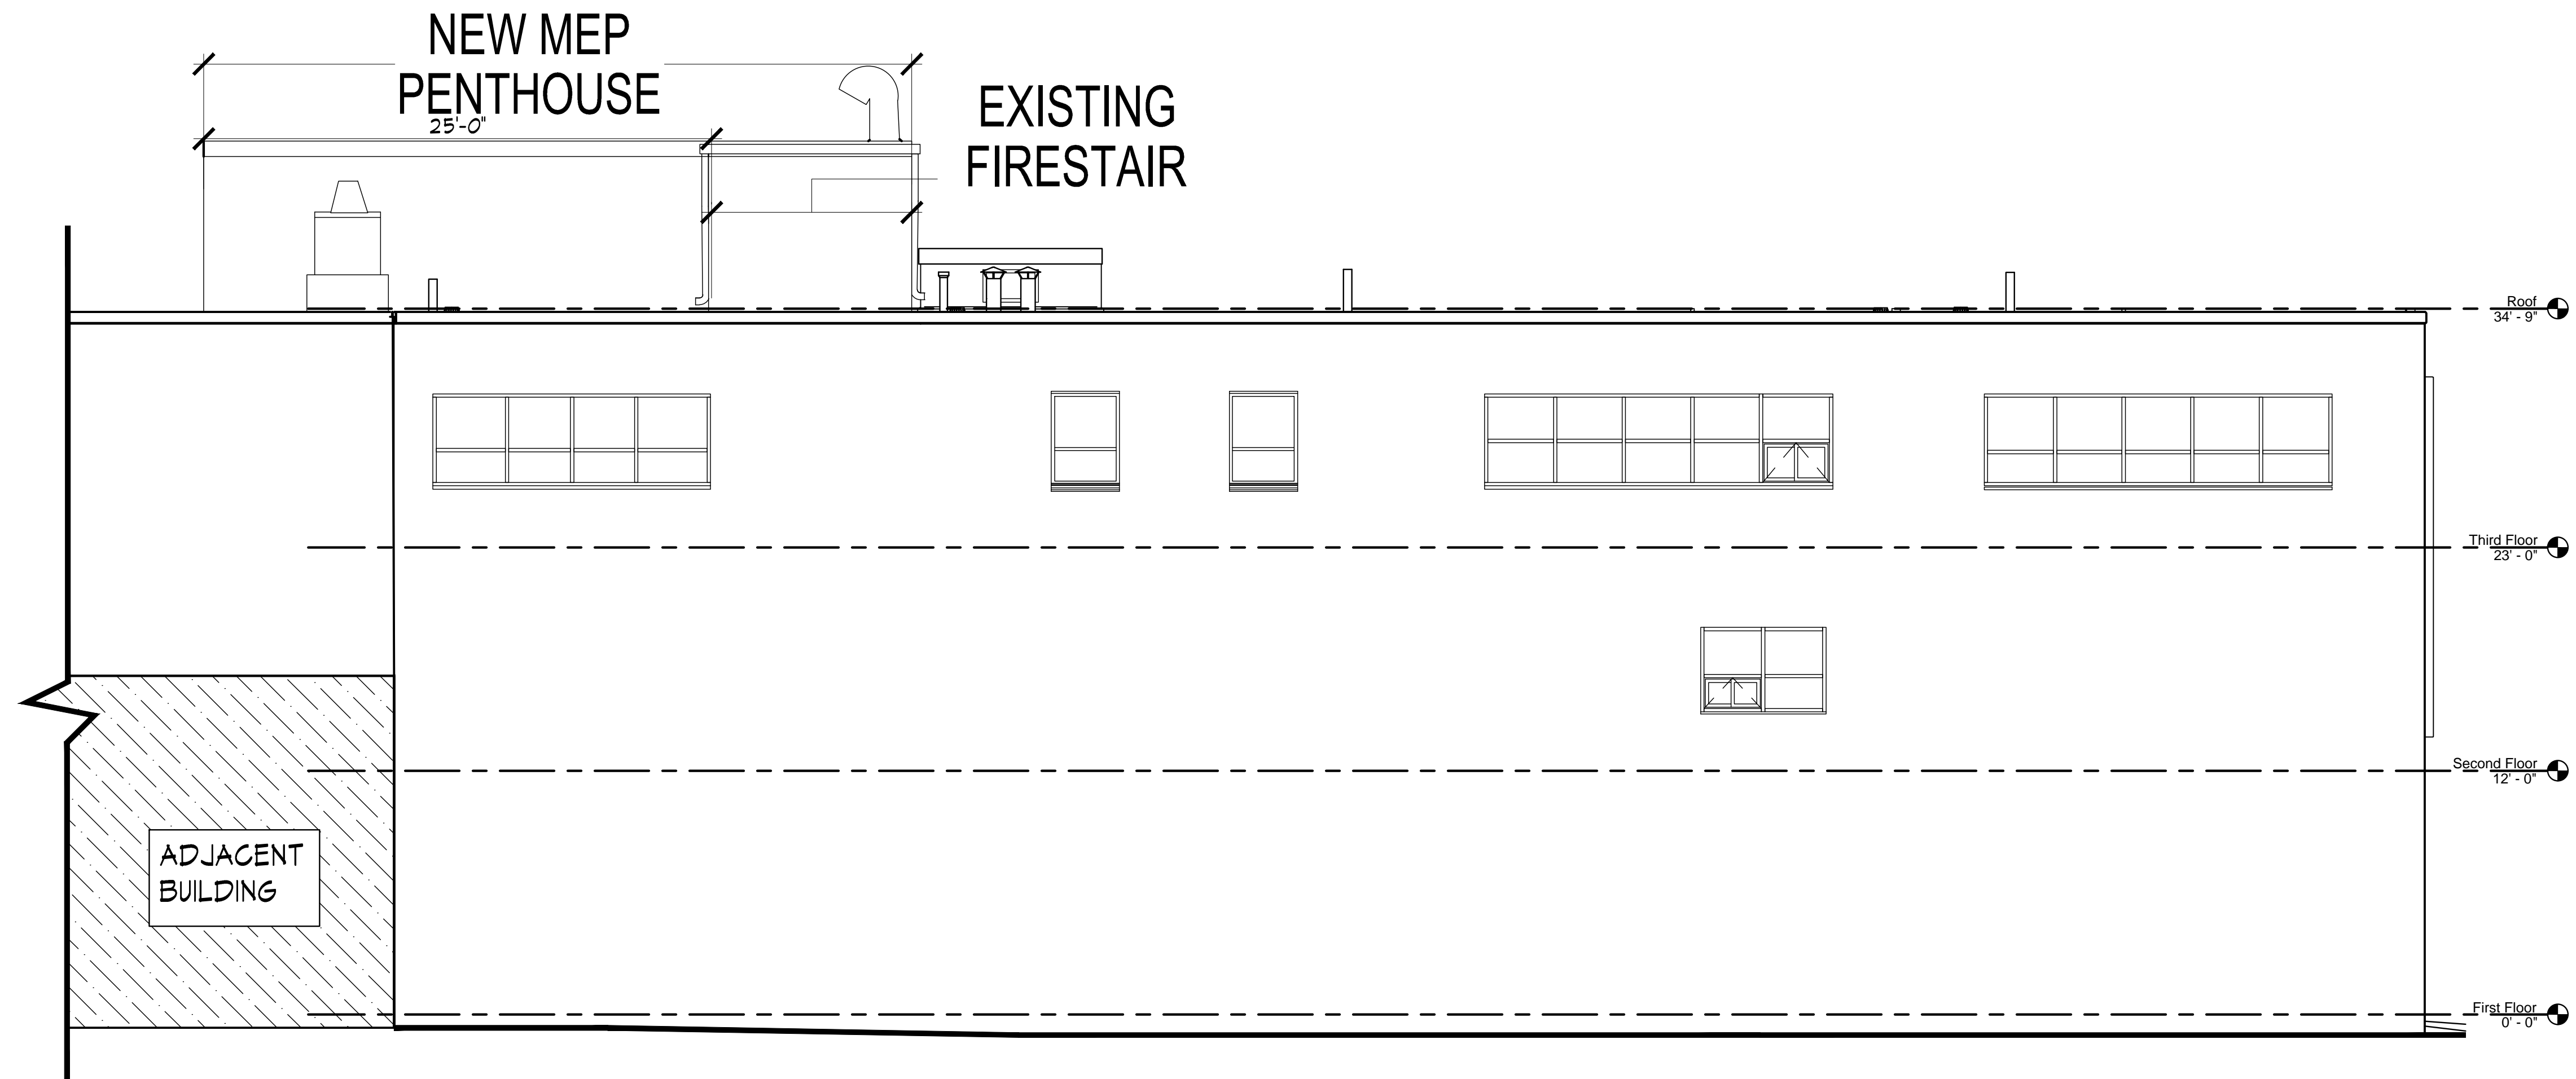 NEW MEP
PENTHOUSE
25'-0"
EXISTING
FIRESTAIR
Roof
34' - 9"
Third Floor
23' - 0"
Second Floor
12' - 0"
ADJACENT
BUILDING
First Floor
0' - 0"